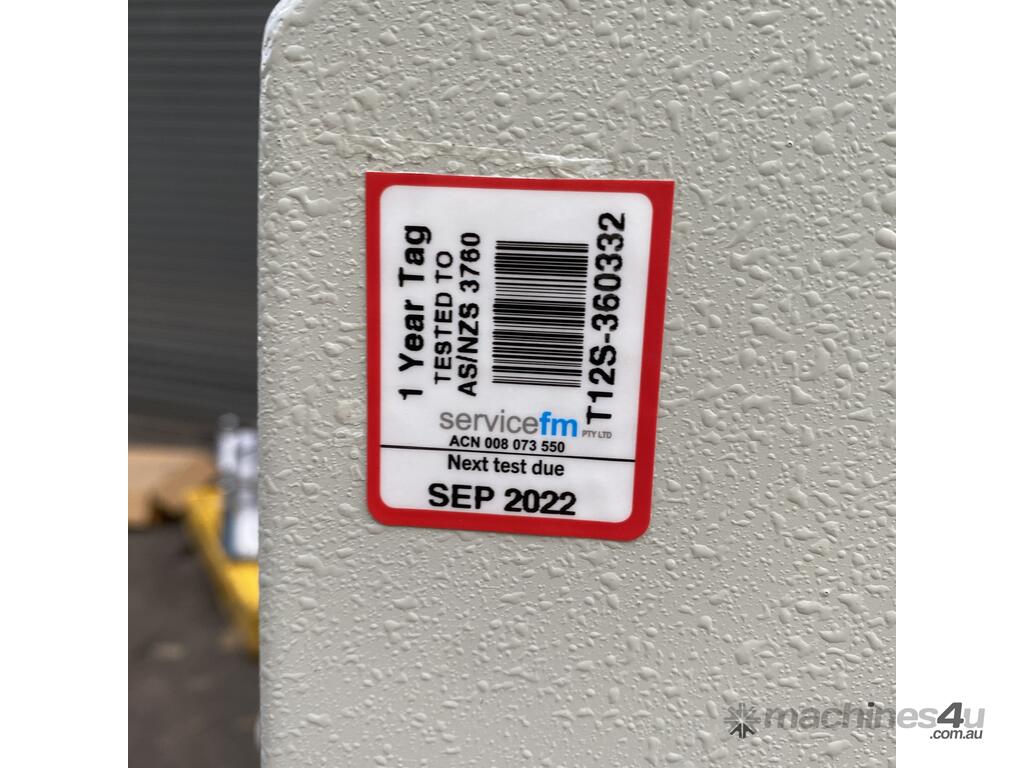 1 Year Tag
TESTED TO
AS/NZS 3760
T12S-360332
servicefm PTY LTD
ACN 008 073 550
Next test due
SEP 2022
machines4u
.com.au